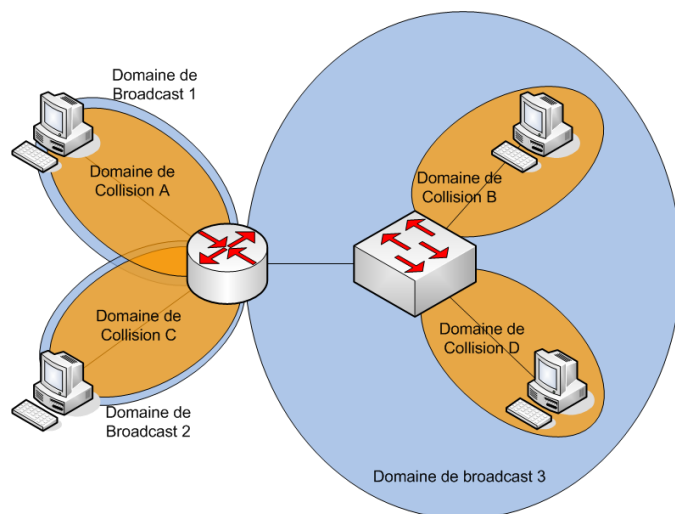 Domaine de
Broadcast 1
Domaine de
Collision A
Domaine de
Collision B
Domaine de
Collision C
Domaine de
Collision D
Domaine de
Broadcast 2
Domaine de broadcast 3